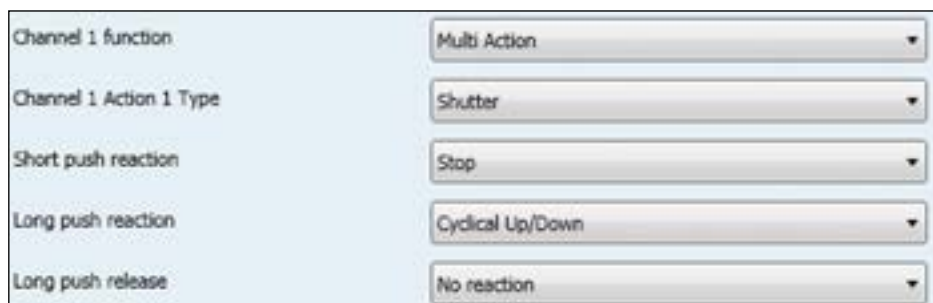 Channel 1 function Multi Action
Channel 1 Action 1 Type Shutter
Short push reaction Stop
Long push reaction Cyclical Up/Down
Long push release No reaction